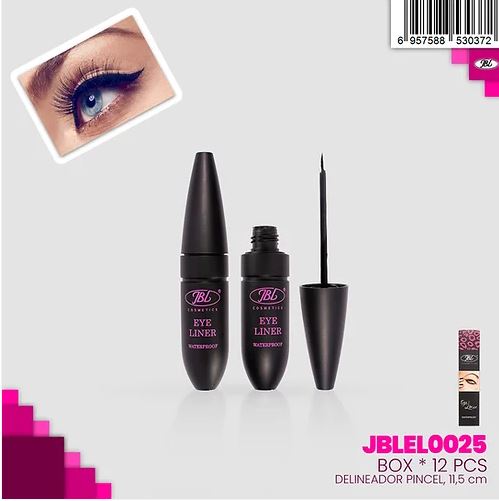 6 957588 530372
JBL
JBL®
COSMETICS
EYE
LINER
WATERPROOF
JBL®
COSMETICS
EYE
LINER
WATERPROOF
JBL
JBLEL0025
BOX * 12 PCS
DELINEADOR PINCEL, 11,5 cm